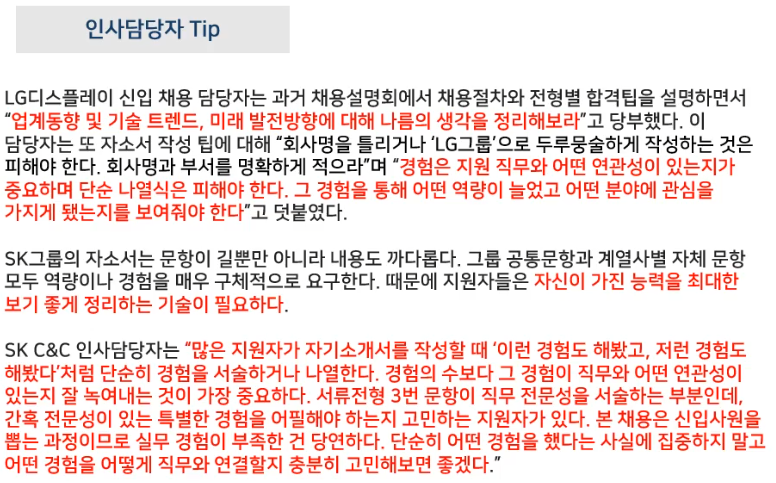 인사담당자 Tip
LG디스플레이 신입 채용 담당자는 과거 채용설명회에서 채용절차와 전형별 합격팁을 설명하면서
“업계동향 및 기술 트렌드, 미래 발전방향에 대해 나름의 생각을 정리해보라”고 당부했다. 이
담당자는 또 자소서 작성 팁에 대해 “회사명을 틀리거나 ‘LG그룹’으로 두루뭉술하게 작성하는 것은
피해야 한다. 회사명과 부서를 명확하게 적으라”며 “경험은 지원 직무와 어떤 연관성이 있는지가
중요하며 단순 나열식은 피해야 한다. 그 경험을 통해 어떤 역량이 늘었고 어떤 분야에 관심을
가지게 됐는지를 보여줘야 한다”고 덧붙였다.
SK그룹의 자소서는 문항이 길뿐만 아니라 내용도 까다롭다. 그룹 공통문항과 계열사별 자체 문항
모두 역량이나 경험을 매우 구체적으로 요구한다. 때문에 지원자들은 자신이 가진 능력을 최대한
보기 좋게 정리하는 기술이 필요하다.
SK C&C 인사담당자는 “많은 지원자가 자기소개서를 작성할 때 ‘이런 경험도 해봤고, 저런 경험도
해봤다’처럼 단순히 경험을 서술하거나 나열한다. 경험의 수보다 그 경험이 직무와 어떤 연관성이
있는지 잘 녹여내는 것이 가장 중요하다. 서류전형 3번 문항이 직무 전문성을 서술하는 부분인데,
간혹 전문성이 있는 특별한 경험을 어필해야 하는지 고민하는 지원자가 있다. 본 채용은 신입사원을
뽑는 과정이므로 실무 경험이 부족한 건 당연하다. 단순히 어떤 경험을 했다는 사실에 집중하지 말고
어떤 경험을 어떻게 직무와 연결할지 충분히 고민해보면 좋겠다.”